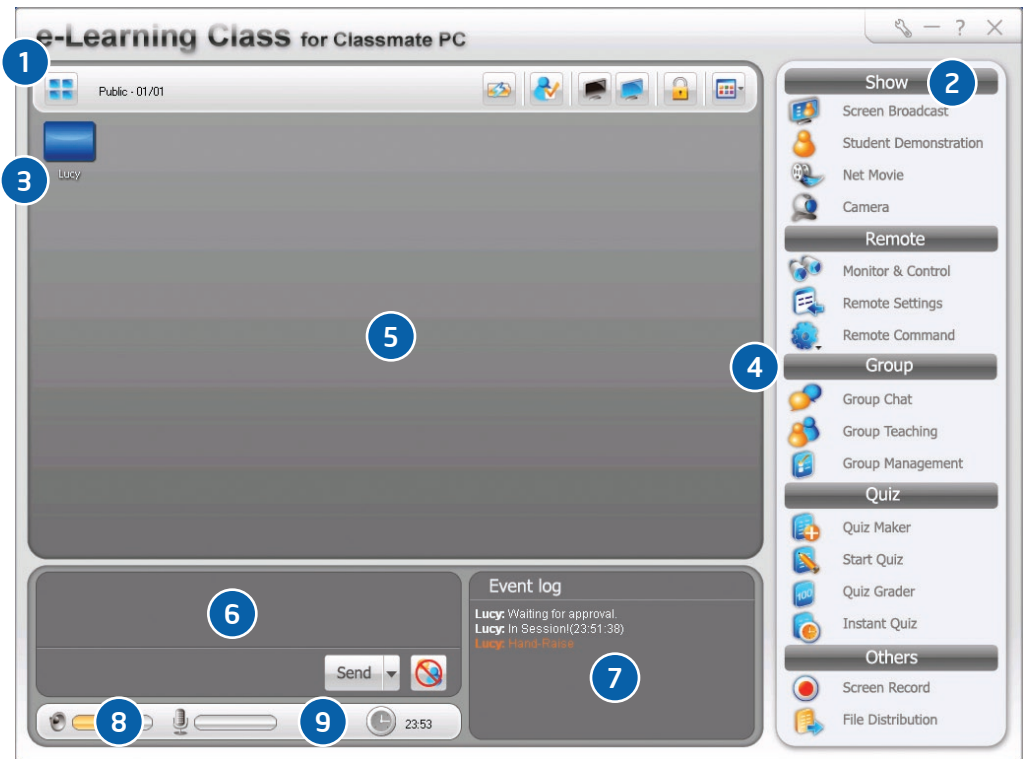 e-Learning Class for Classmate PC
?
1
Public - 01/01
3
Lucy
5
Show
2
Screen Broadcast
Student Demonstration
Net Movie
Camera
Remote
Monitor & Control
Remote Settings
Remote Command
4
Group
Group Chat
Group Teaching
Group Management
Quiz
Quiz Maker
Start Quiz
100
Quiz Grader
Instant Quiz
Others
Screen Record
File Distribution
6
Send
Event log
Lucy: Waiting for approval.
Lucy: In Session!(23:51:38)
Lucy: Hand-Raise
7
8
9
23:53